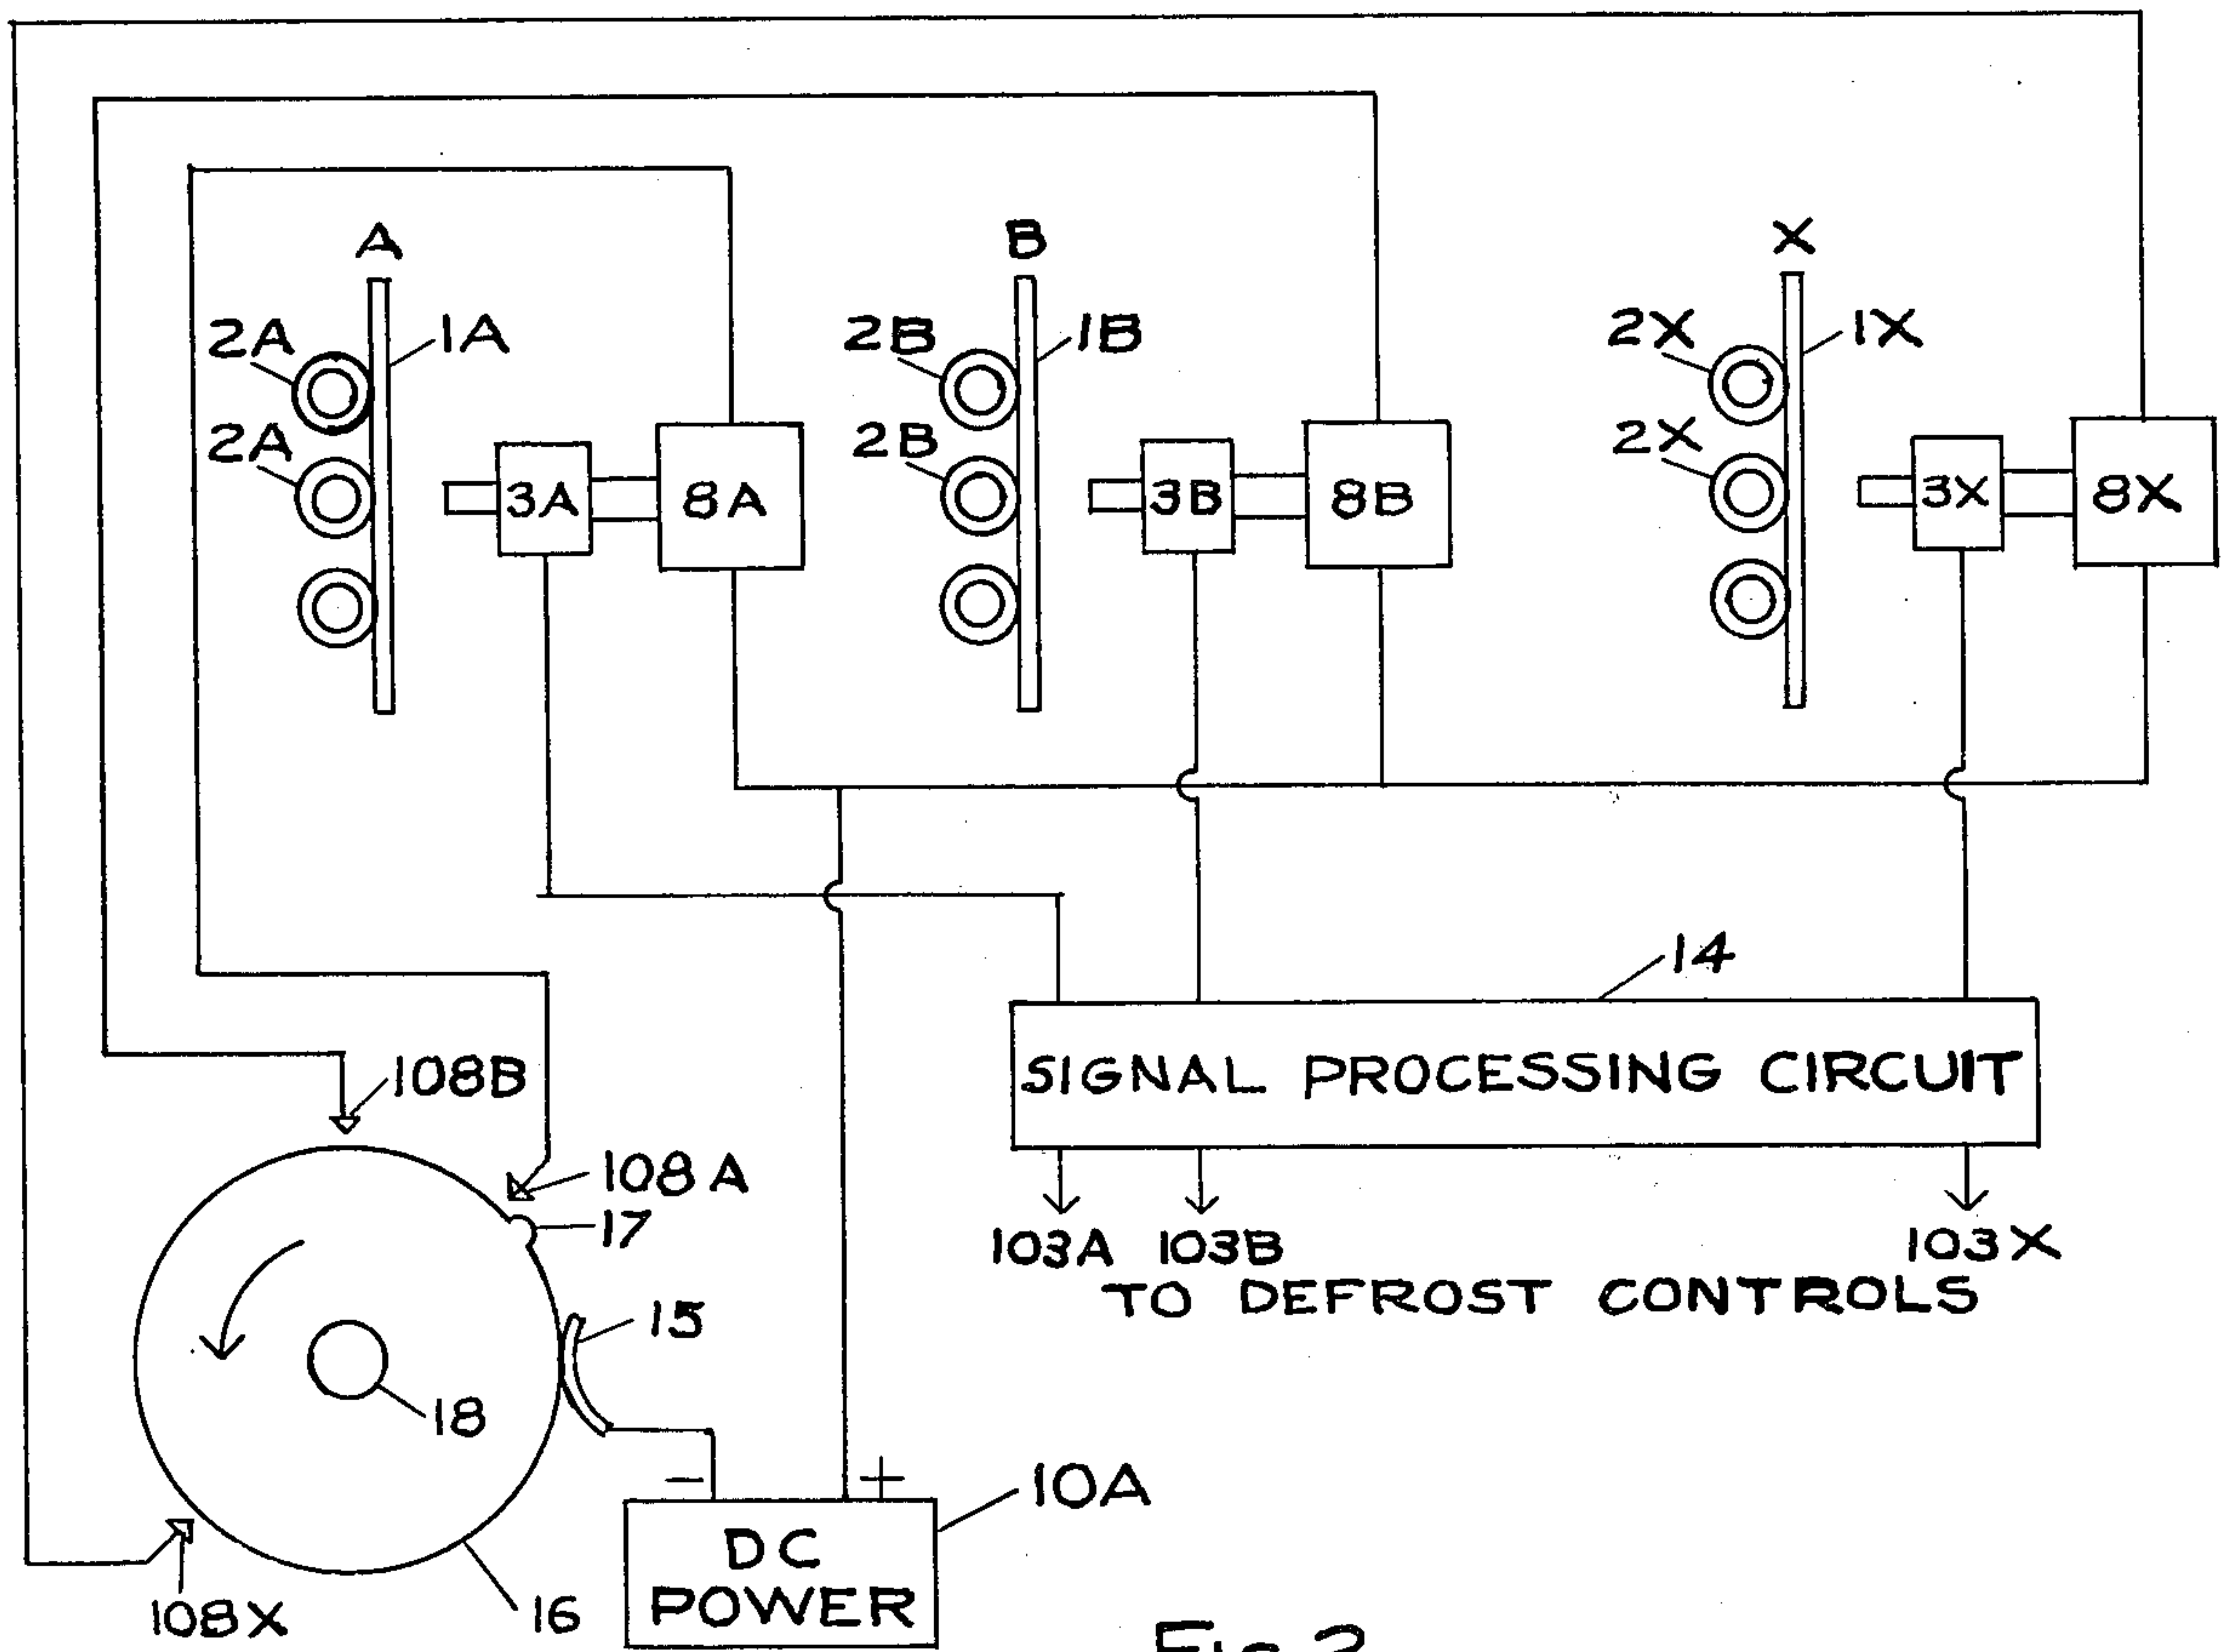 A
B
X
2A
1A
2B
1B
2X
1X
2A
2B
2X
3A
8A
3B
8B
3X
8X
14
SIGNAL PROCESSING CIRCUIT
108B
108A
17
103A
103B
103X
TO DEFROST CONTROLS
15
18
− +
10A
DC
POWER
108X
16